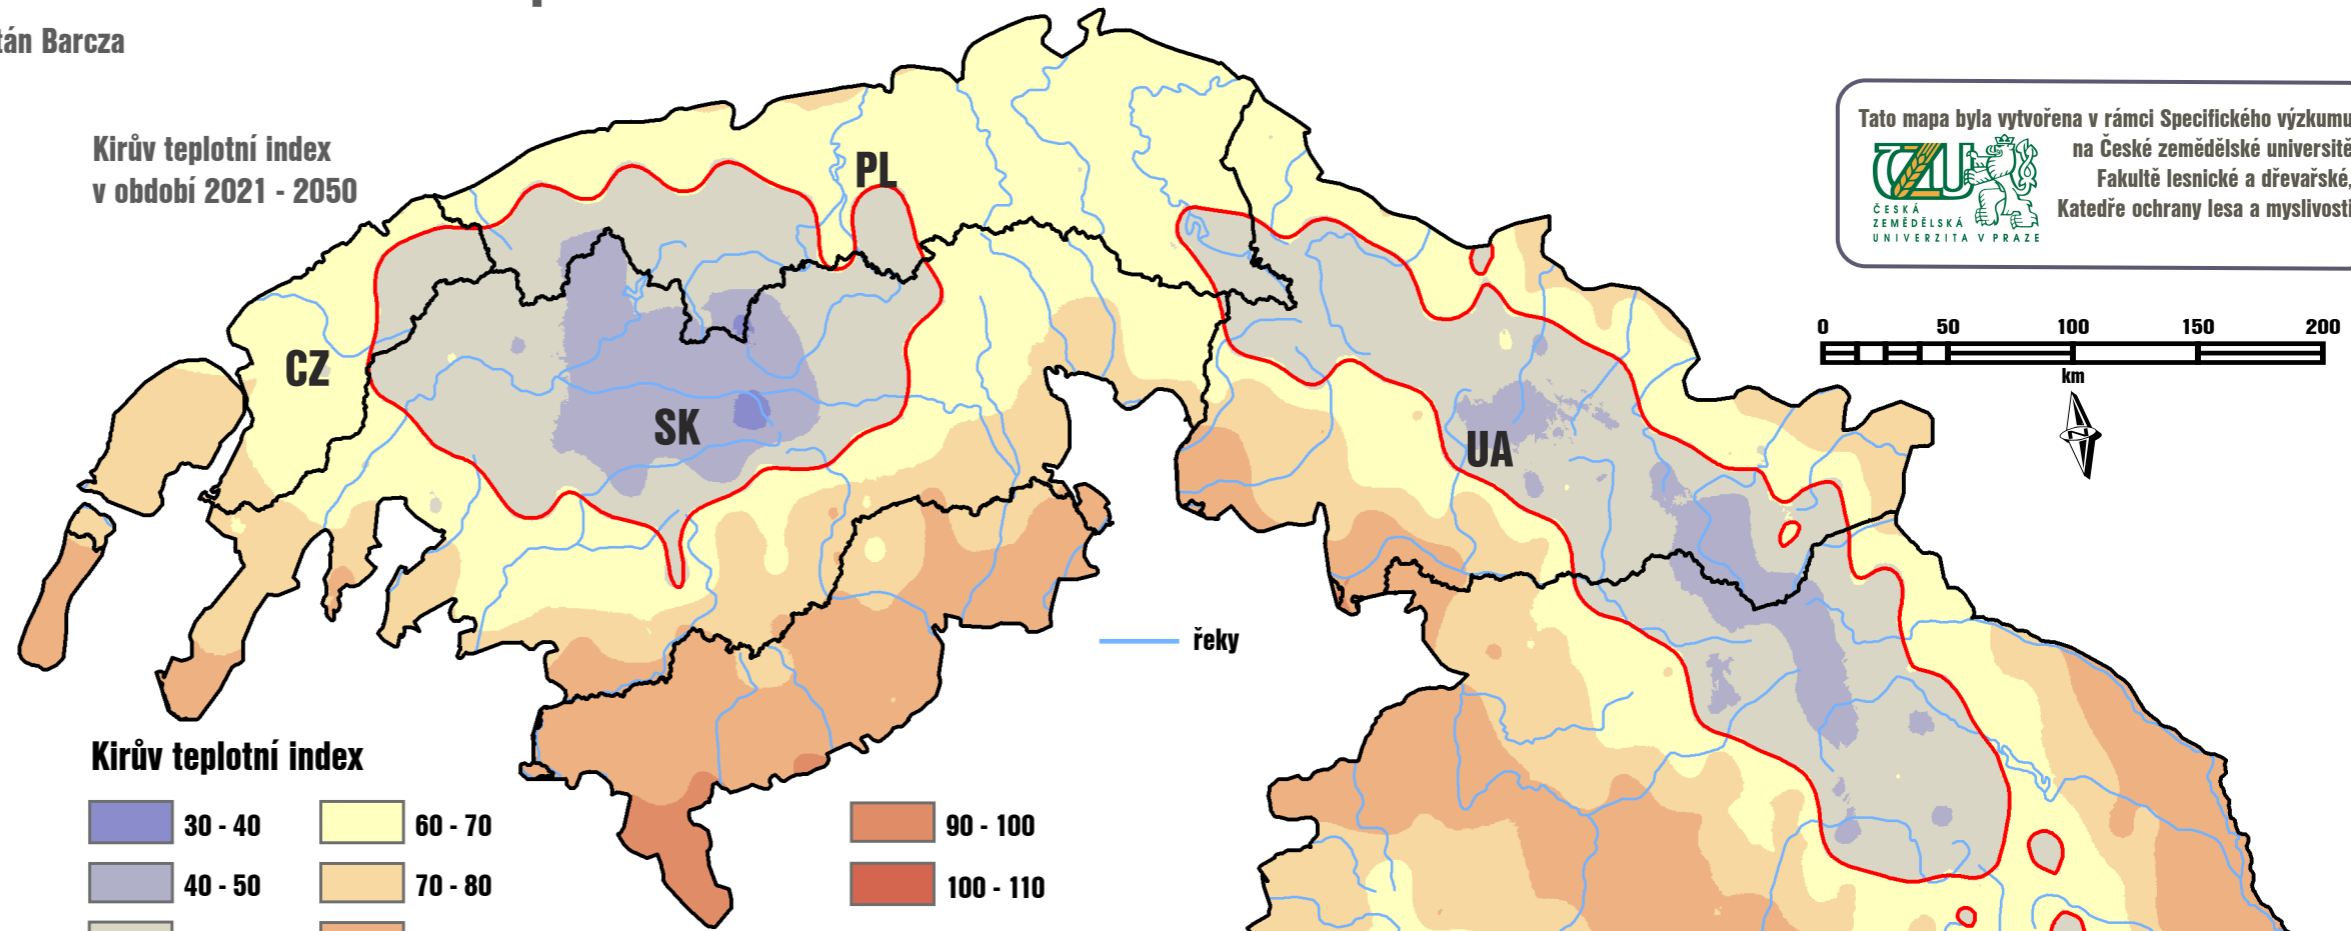 Barcza
Kirův teplotní index
v období 2021 - 2050
PL
CZ
SK
UA
Tato mapa byla vytvořena v rámci Specifického výzkumu
na České zemědělské universitě
Fakultě lesnické a dřevařské,
Katedře ochrany lesa a myslivosti
ČZU
ČESKÁ
ZEMĚDĚLSKÁ
UNIVERZITA V PRAZE
0 50 100 150 200
km
N
řeky
Kirův teplotní index
30 - 40
40 - 50
60 - 70
70 - 80
90 - 100
100 - 110